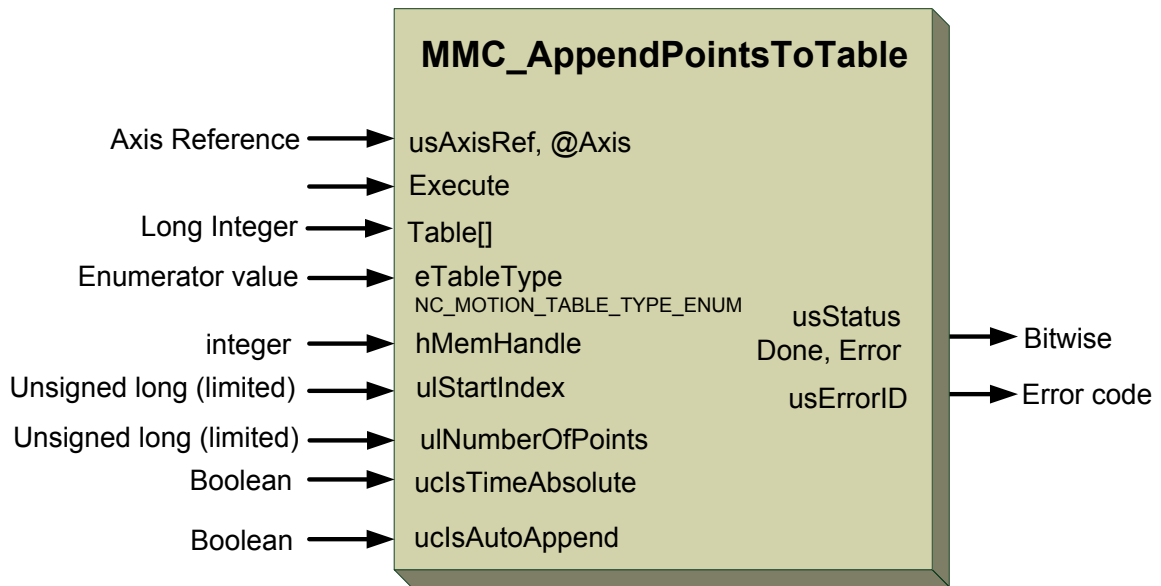 MMC_AppendPointsToTable
Axis Reference
usAxisRef, @Axis
Execute
Long Integer
Table[]
Enumerator value
eTableType
NC_MOTION_TABLE_TYPE_ENUM
integer
hMemHandle
Unsigned long (limited)
ulStartIndex
Unsigned long (limited)
ulNumberOfPoints
Boolean
ucIsTimeAbsolute
Boolean
ucIsAutoAppend
usStatus
Done, Error
Bitwise
usErrorID
Error code